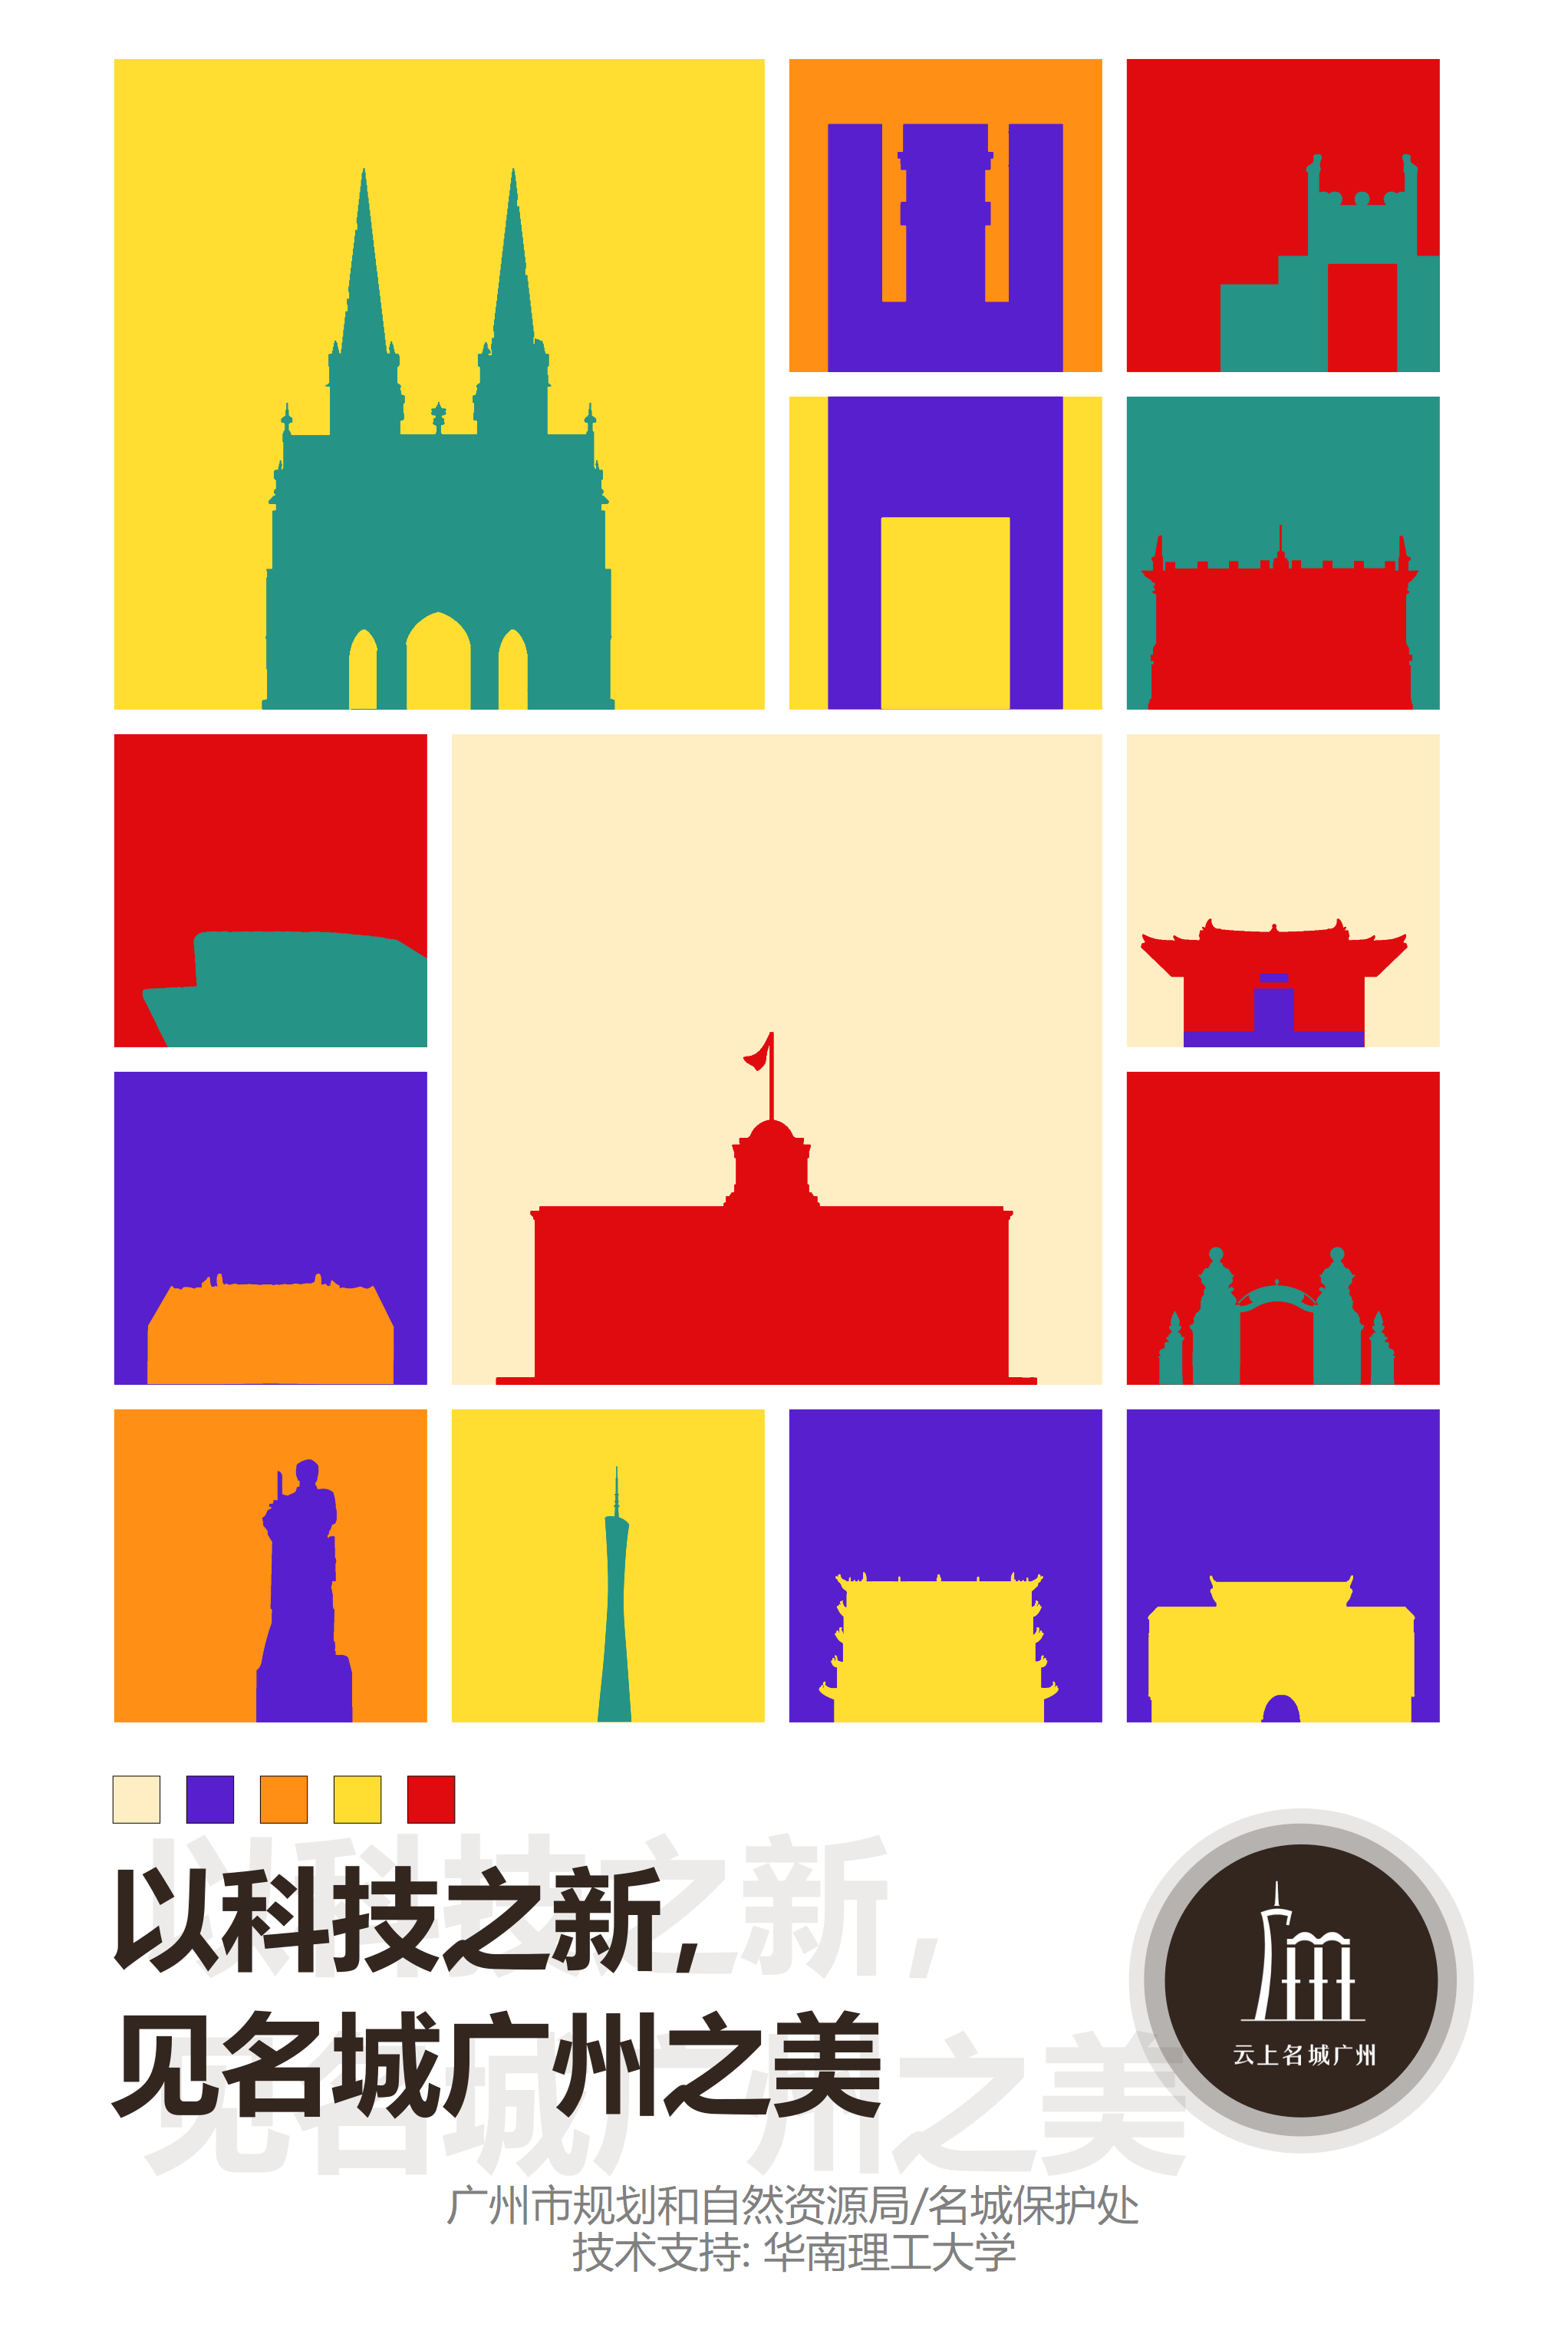 以科技之新,
见名城广州之美
云上名城广州
广州市规划和自然资源局/名城保护处
技术支持: 华南理工大学